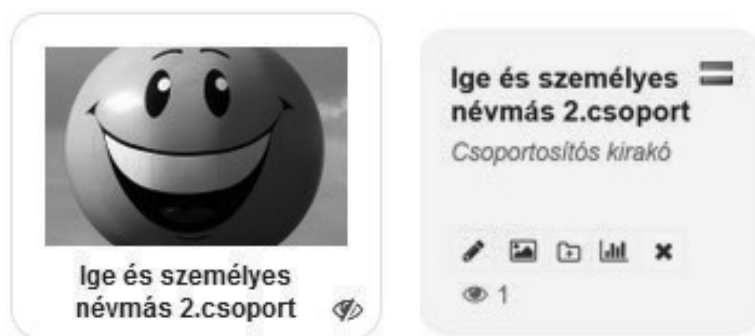 Ige és személyes
névmás 2.csoport
Ige és személyes
névmás 2.csoport
Csoportosítós kirakó
1